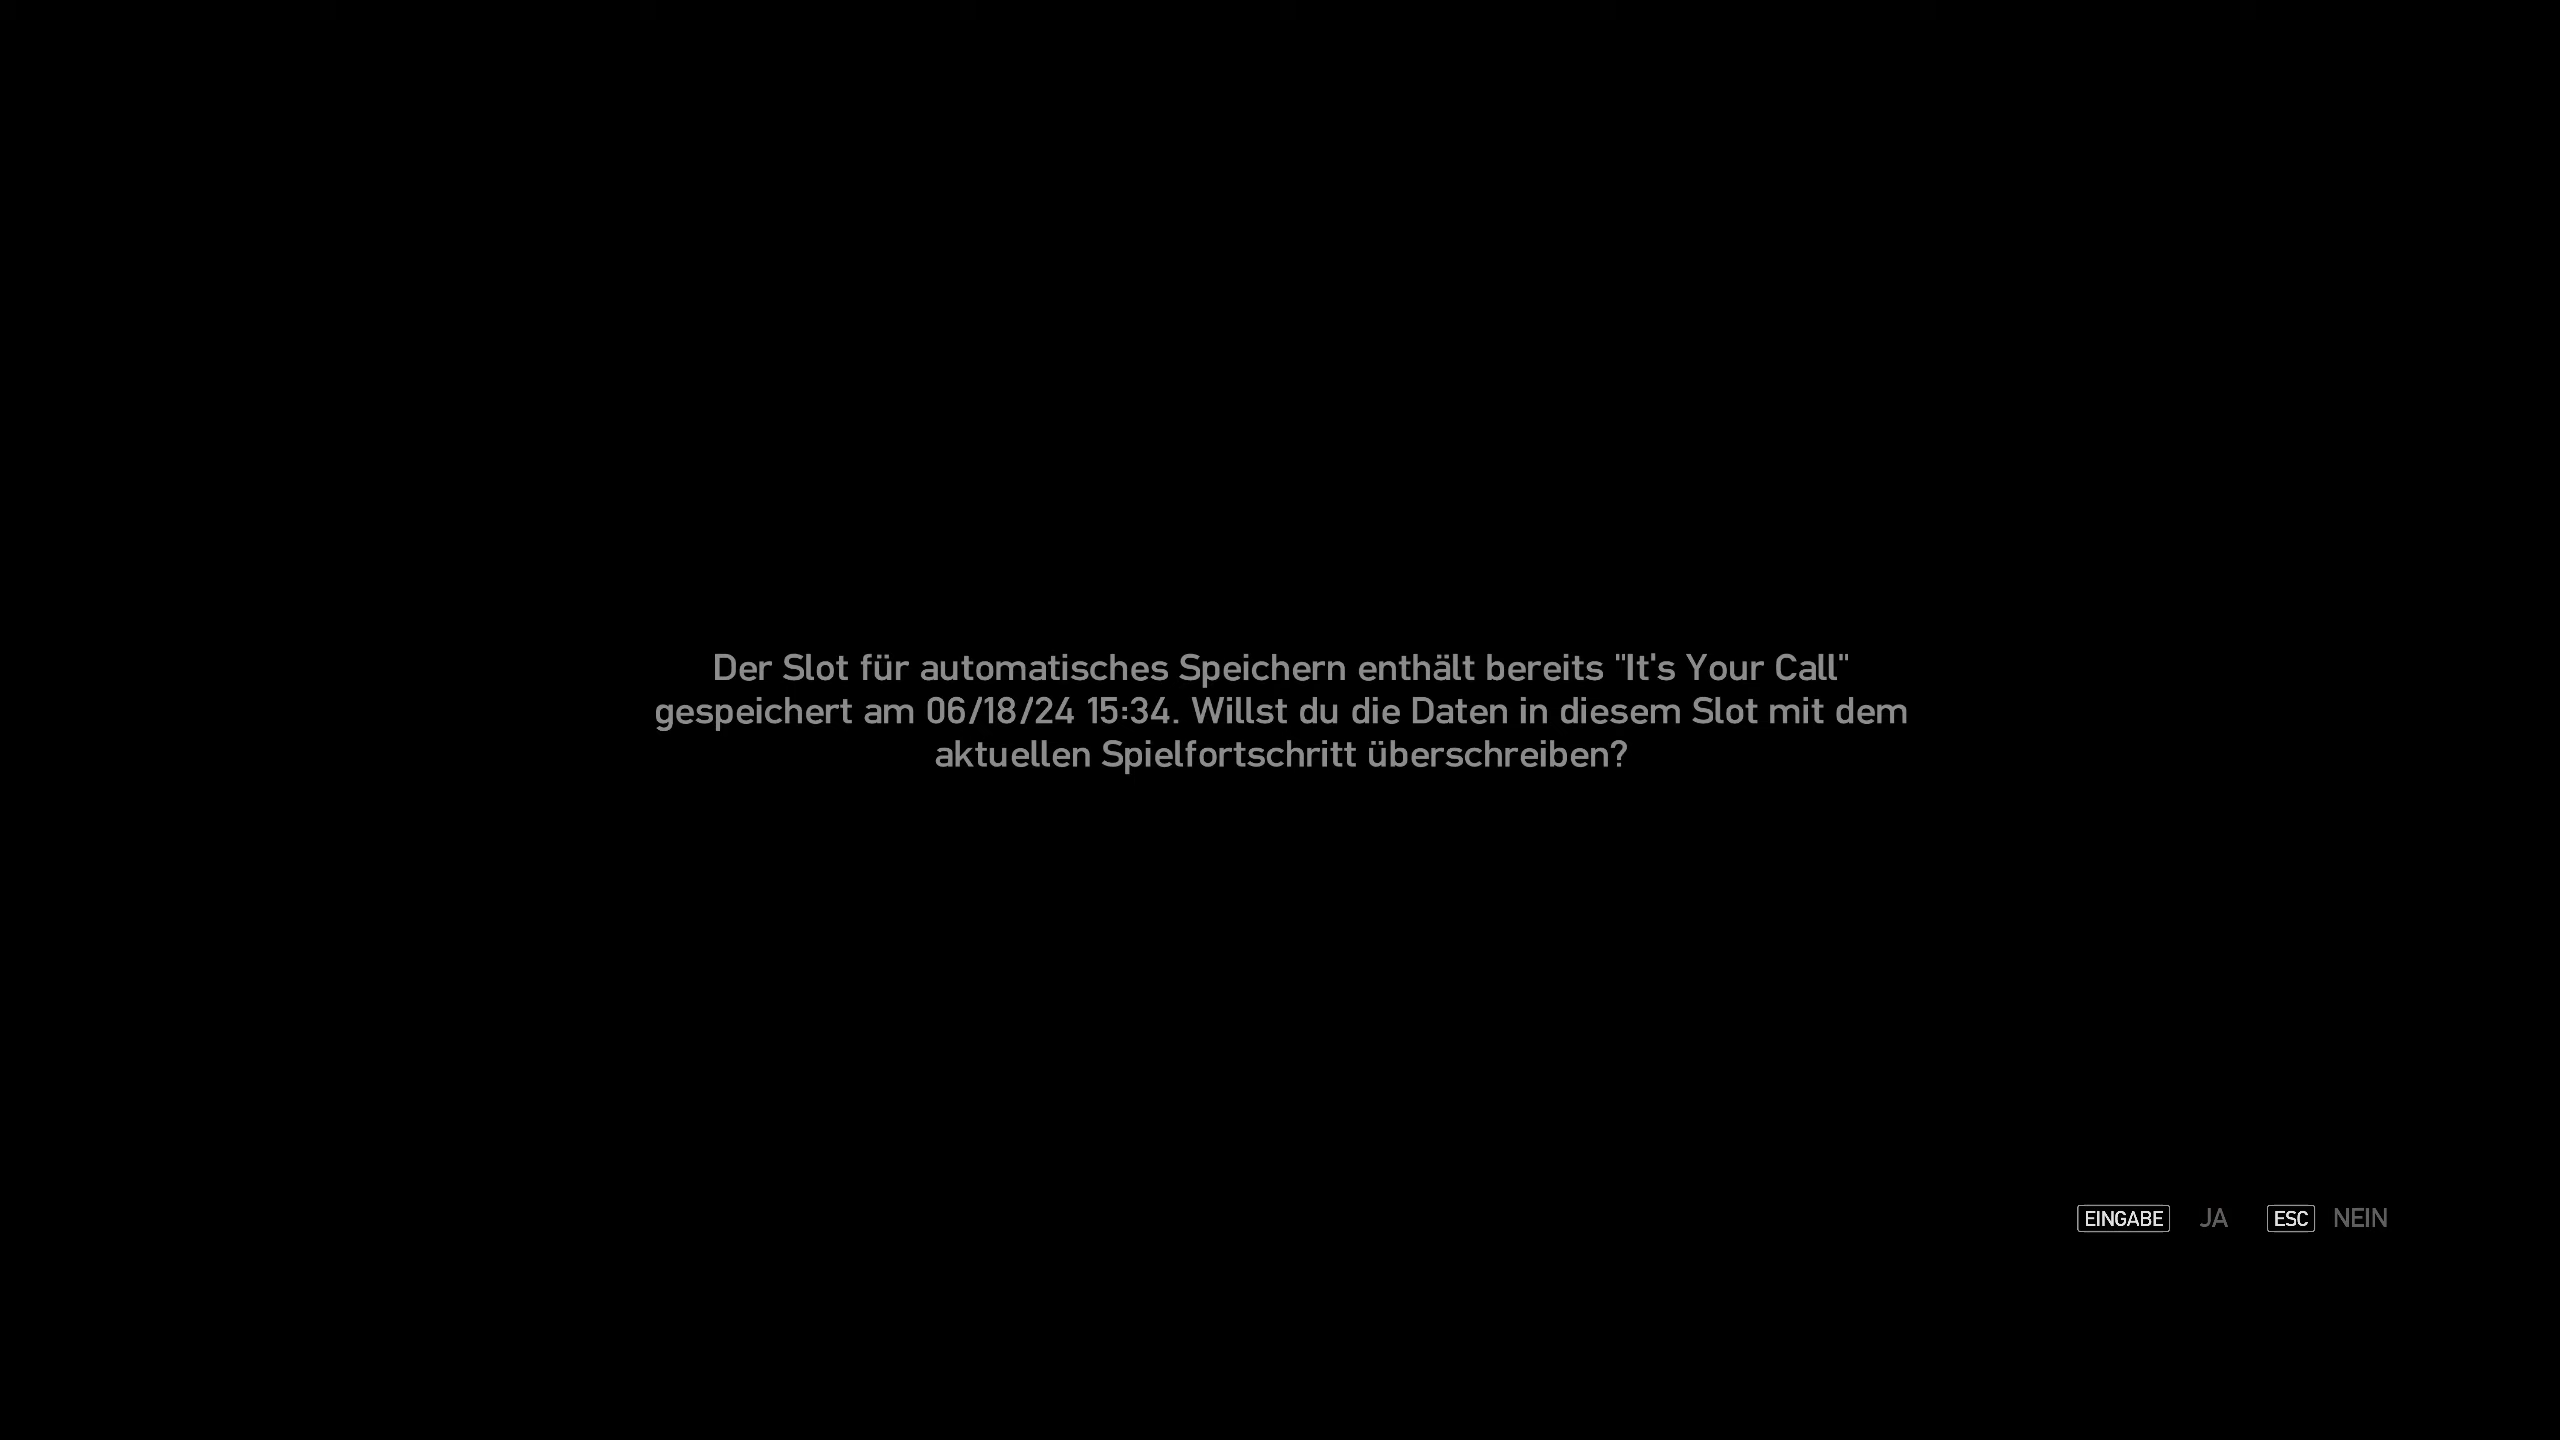 Der Slot für automatisches Speichern enthält bereits "It's Your Call"
gespeichert am 06/18/24 15:34. Willst du die Daten in diesem Slot mit dem
aktuellen Spielfortschritt überschreiben?
EINGABE JA ESC NEIN